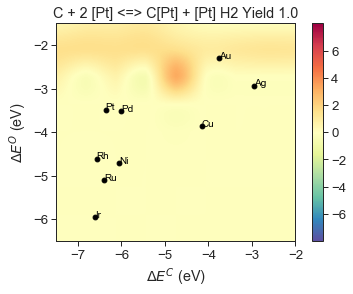 C + 2 [Pt] <=> C[Pt] + [Pt] H2 Yield 1.0
ΔE^O (eV)
−2
−3
−4
−5
−6
Au
Ag
Pt
Pd
Cu
Rh
Ni
Ru
Ir
−7
−6
−5
−4
−3
−2
ΔE^C (eV)
6
4
2
0
−2
−4
−6